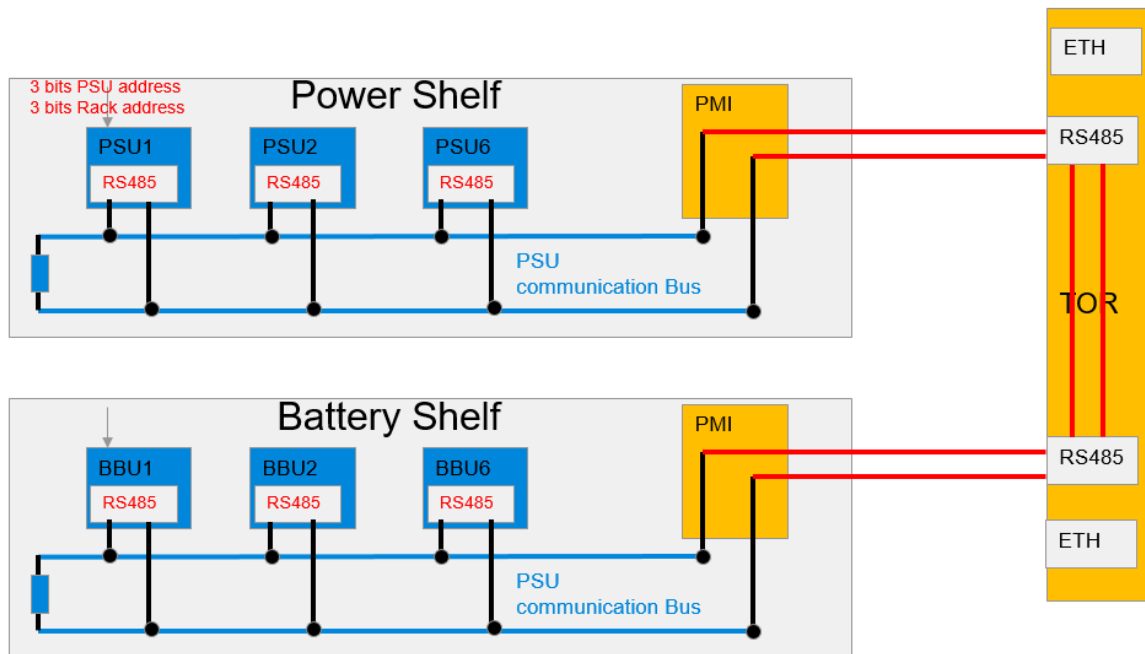 ETH
3 bits PSU address
3 bits Rack address
Power Shelf
PMI
RS485
PSU1
PSU2
PSU6
RS485
RS485
RS485
PSU
communication Bus
TOR
Battery Shelf
PMI
RS485
BBU1
BBU2
BBU6
RS485
RS485
RS485
ETH
PSU
communication Bus